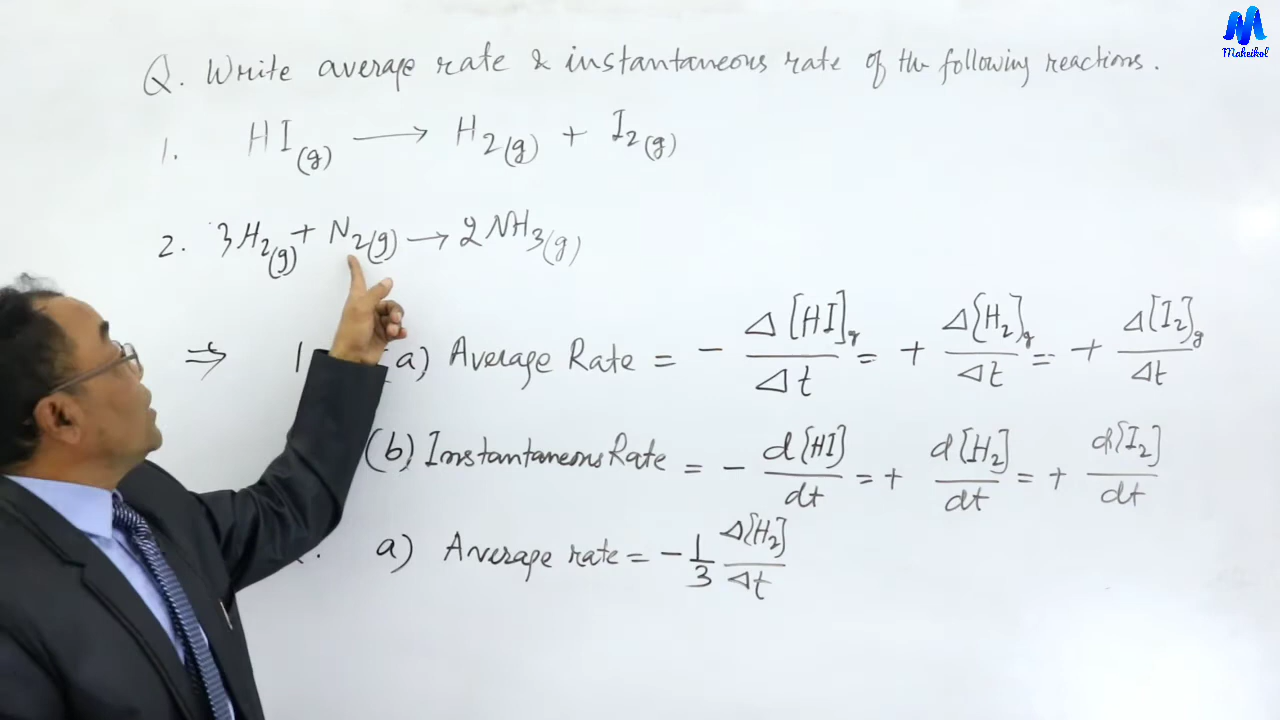 Makeikol
Q. Write average rate & instantaneous rate of the following reactions.
1. HI(g) ⟶ H2(g) + I2(g)
2. 3H2(g) + N2(g) → 2NH3(g)
⇒ 1 (a) Average Rate = - Δ[HI]g/Δt = + Δ[H2]g/Δt = + Δ[I2]g/Δt
(b) Instantaneous Rate = - d[HI]/dt = + d[H2]/dt = + d[I2]/dt
a) Average rate = - 1/3 Δ[H2]/Δt